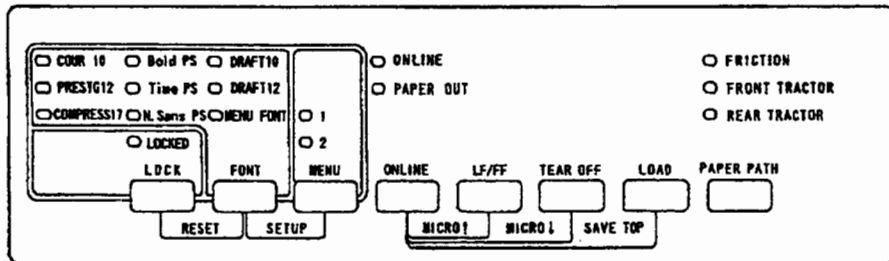 COUR 10 Bold PS DRAFT10 ONLINE FRICTION
PRESTG12 Time PS DRAFT12 PAPER OUT FRONT TRACTOR
COMPRESS17 N. Sans PS MENU FONT 1 REAR TRACTOR
LOCKED 2
LOCK FONT MENU ONLINE LF/FF TEAR OFF LOAD PAPER PATH
RESET SETUP MICRO↑ MICRO↓ SAVE TOP